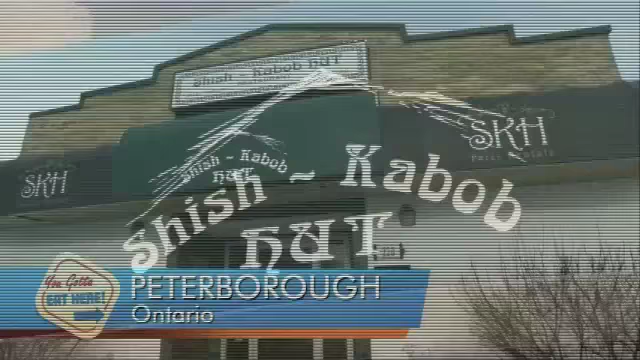 Shish - Kabob HUT
SKH
SKH
Shish - Kabob
HUT
Shish ~ Kabob
HUT
You Gotta
EAT HERE!
PETERBOROUGH
Ontario